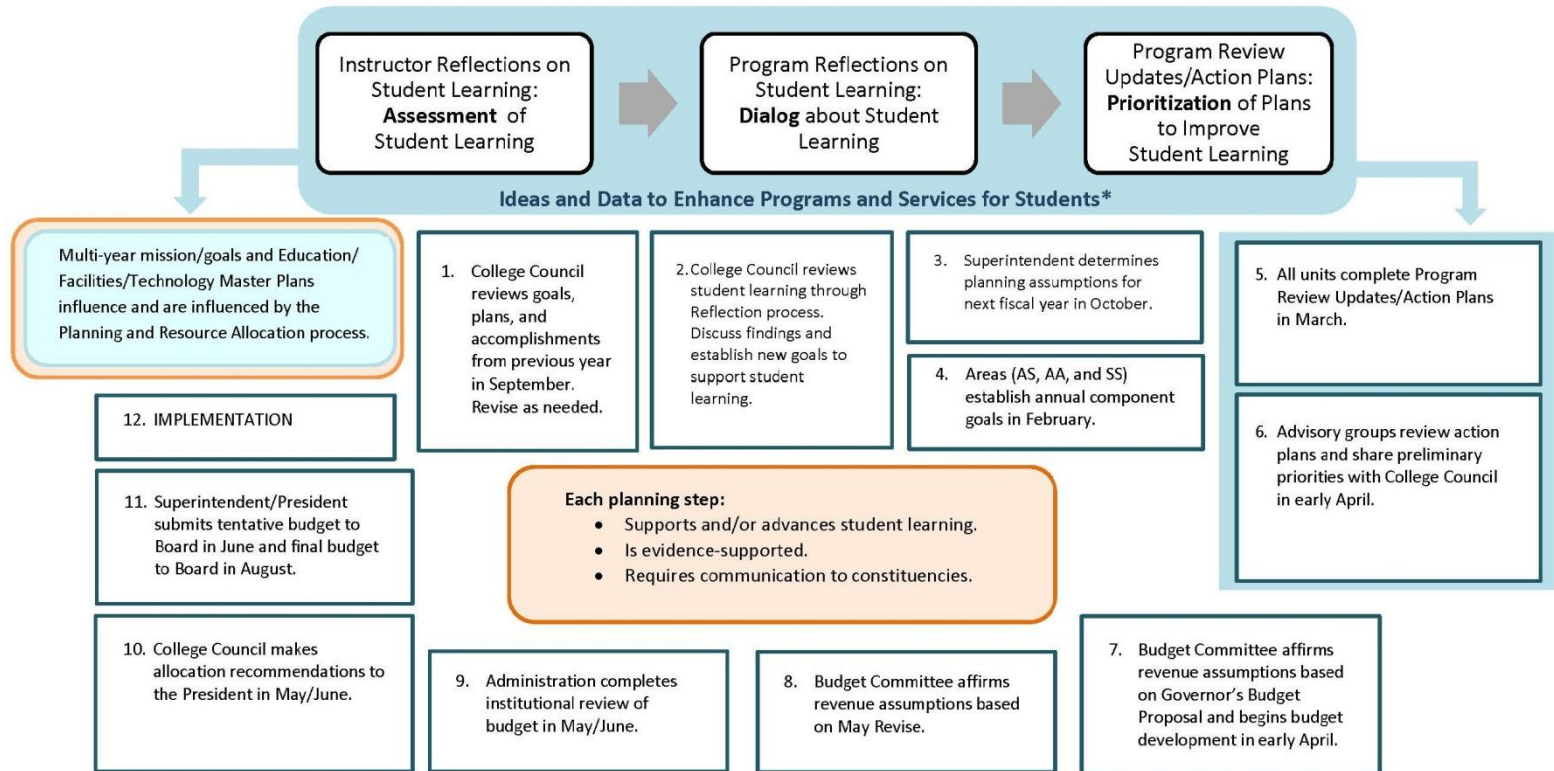 Instructor Reflections on
Student Learning:
Assessment of
Student Learning
Program Reflections on
Student Learning:
Dialog about Student
Learning
Program Review
Updates/Action Plans:
Prioritization of Plans
to Improve
Student Learning
Ideas and Data to Enhance Programs and Services for Students*
Multi-year mission/goals and Education/
Facilities/Technology Master Plans
influence and are influenced by the
Planning and Resource Allocation process.
1. College Council
reviews goals,
plans, and
accomplishments
from previous year
in September.
Revise as needed.
2. College Council reviews
student learning through
Reflection process.
Discuss findings and
establish new goals to
support student
learning.
3. Superintendent determines
planning assumptions for
next fiscal year in October.
4. Areas (AS, AA, and SS)
establish annual component
goals in February.
5. All units complete Program
Review Updates/Action Plans
in March.
6. Advisory groups review action
plans and share preliminary
priorities with College Council
in early April.
Each planning step:
• Supports and/or advances student learning.
• Is evidence-supported.
• Requires communication to constituencies.
12. IMPLEMENTATION
11. Superintendent/President
submits tentative budget to
Board in June and final budget
to Board in August.
10. College Council makes
allocation recommendations to
the President in May/June.
9. Administration completes
institutional review of
budget in May/June.
8. Budget Committee affirms
revenue assumptions based
on May Revise.
7. Budget Committee affirms
revenue assumptions based
on Governor's Budget
Proposal and begins budget
development in early April.